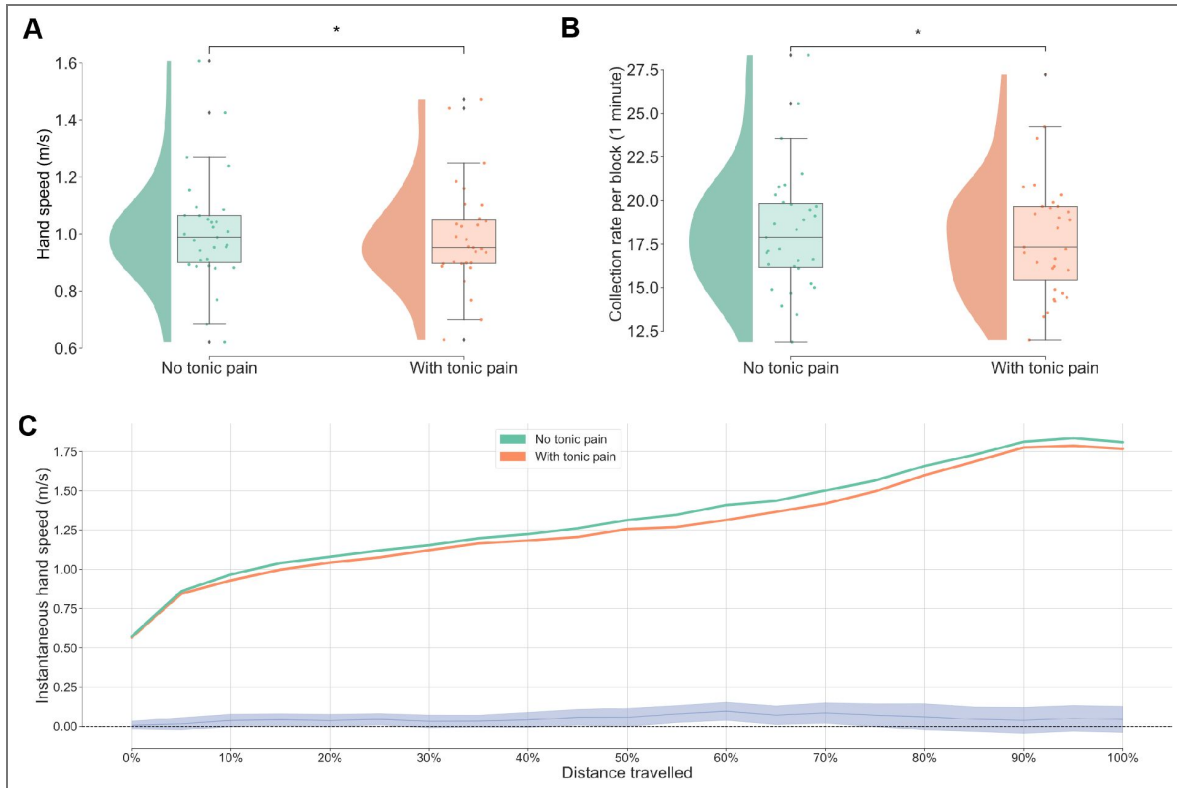 A
*
Hand speed (m/s)
1.6
1.4
1.2
1.0
0.8
0.6
No tonic pain
With tonic pain
B
*
Collection rate per block (1 minute)
27.5
25.0
22.5
20.0
17.5
15.0
12.5
No tonic pain
With tonic pain
C
No tonic pain
With tonic pain
Instantaneous hand speed (m/s)
1.75
1.50
1.25
1.00
0.75
0.50
0.25
0.00
0%
10%
20%
30%
40%
50%
60%
70%
80%
90%
100%
Distance travelled